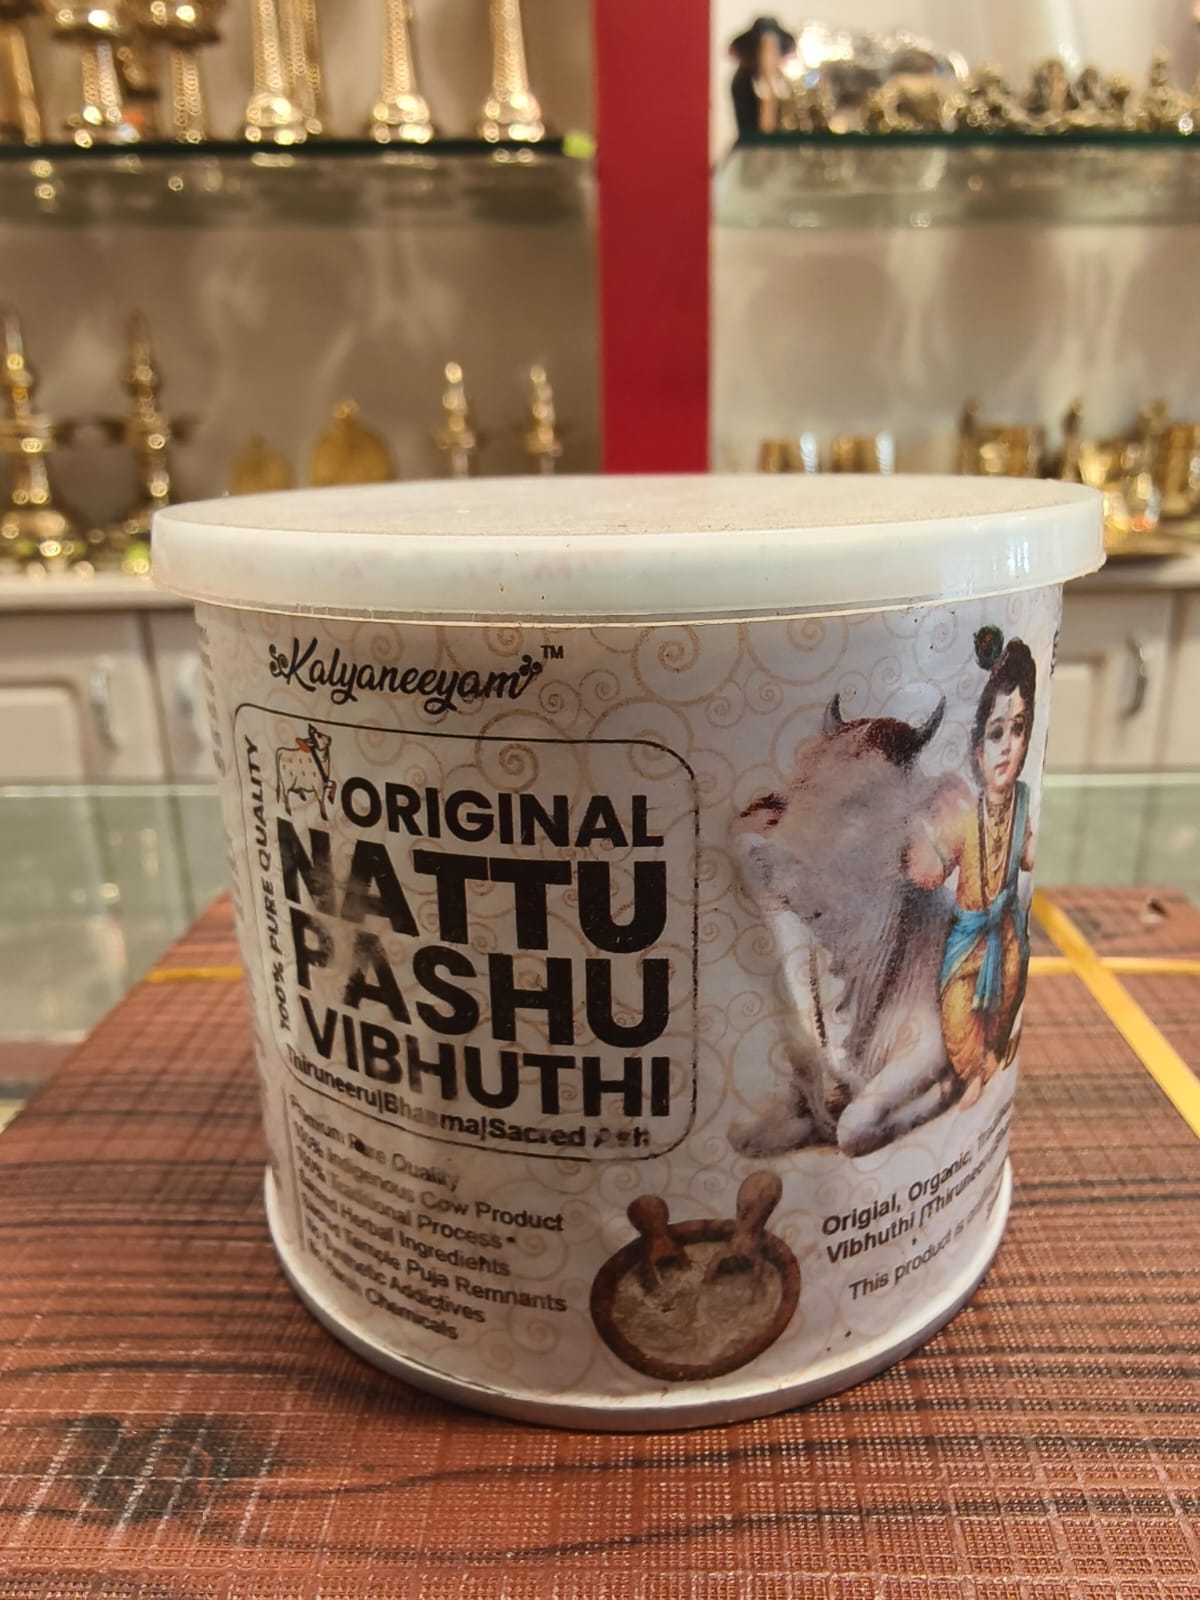 Kalyaneeyam™
100% PURE QUALITY
ORIGINAL
NATTU
PASHU
VIBHUTHI
Thiruneeru|Bhasma|Sacred Ash
Premium Rare Quality
100% Indigenous Cow Product
100% Traditional Process*
Sacred Herbal Ingredients
Temple Puja Remnants
No Synthetic Addictives
No Harsh Chemicals
Origial, Organic,
Vibhuthi
This product is